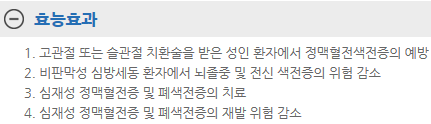 효능효과
1. 고관절 또는 슬관절 치환술을 받은 성인 환자에서 정맥혈전색전증의 예방
2. 비판막성 심방세동 환자에서 뇌졸중 및 전신 색전증의 위험 감소
3. 심재성 정맥혈전증 및 폐색전증의 치료
4. 심재성 정맥혈전증 및 폐색전증의 재발 위험 감소